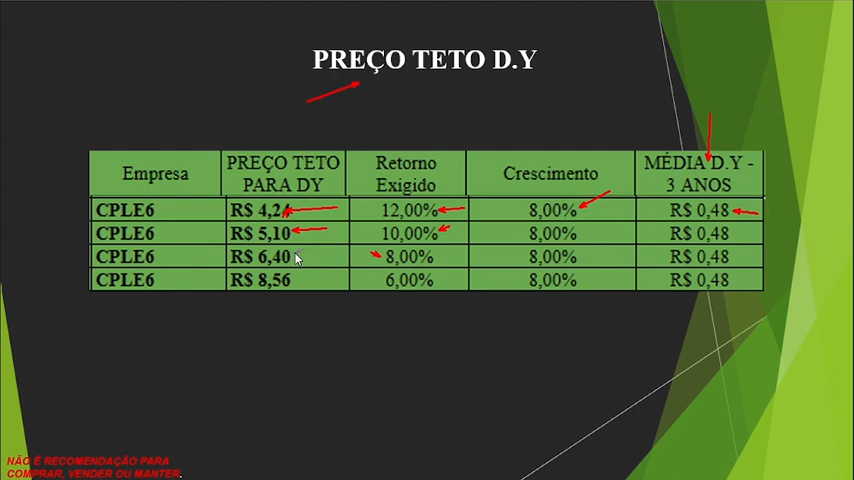 PREÇO TETO D.Y
Empresa PREÇO TETO PARA DY Retorno Exigido Crescimento MÉDIA D.Y - 3 ANOS
CPLE6 R$ 4,24 12,00% 8,00% R$ 0,48
CPLE6 R$ 5,10 10,00% 8,00% R$ 0,48
CPLE6 R$ 6,40 8,00% 8,00% R$ 0,48
CPLE6 R$ 8,56 6,00% 8,00% R$ 0,48
NÃO É RECOMENDAÇÃO PARA
COMPRAR, VENDER OU MANTER.